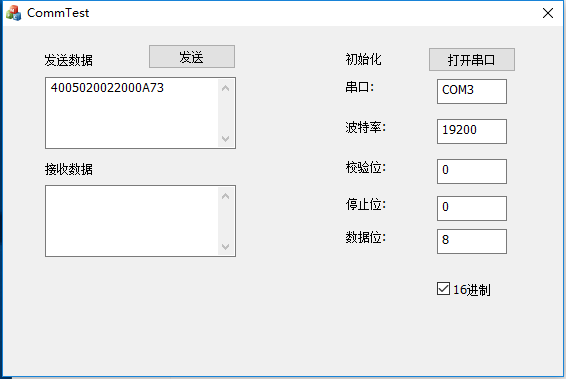 CommTest
发送数据
发送
4005020022000A73
接收数据
初始化
打开串口
串口:
COM3
波特率:
19200
校验位:
0
停止位:
0
数据位:
8
16进制